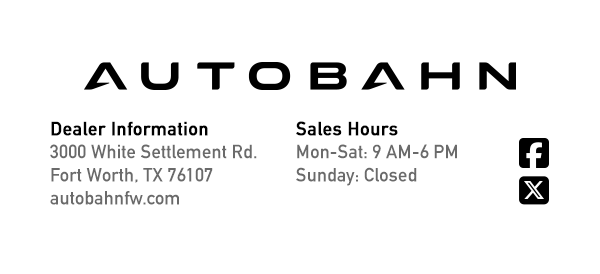 AUTOBAHN
Dealer Information
3000 White Settlement Rd.
Fort Worth, TX 76107
autobahnfw.com
Sales Hours
Mon-Sat: 9 AM-6 PM
Sunday: Closed